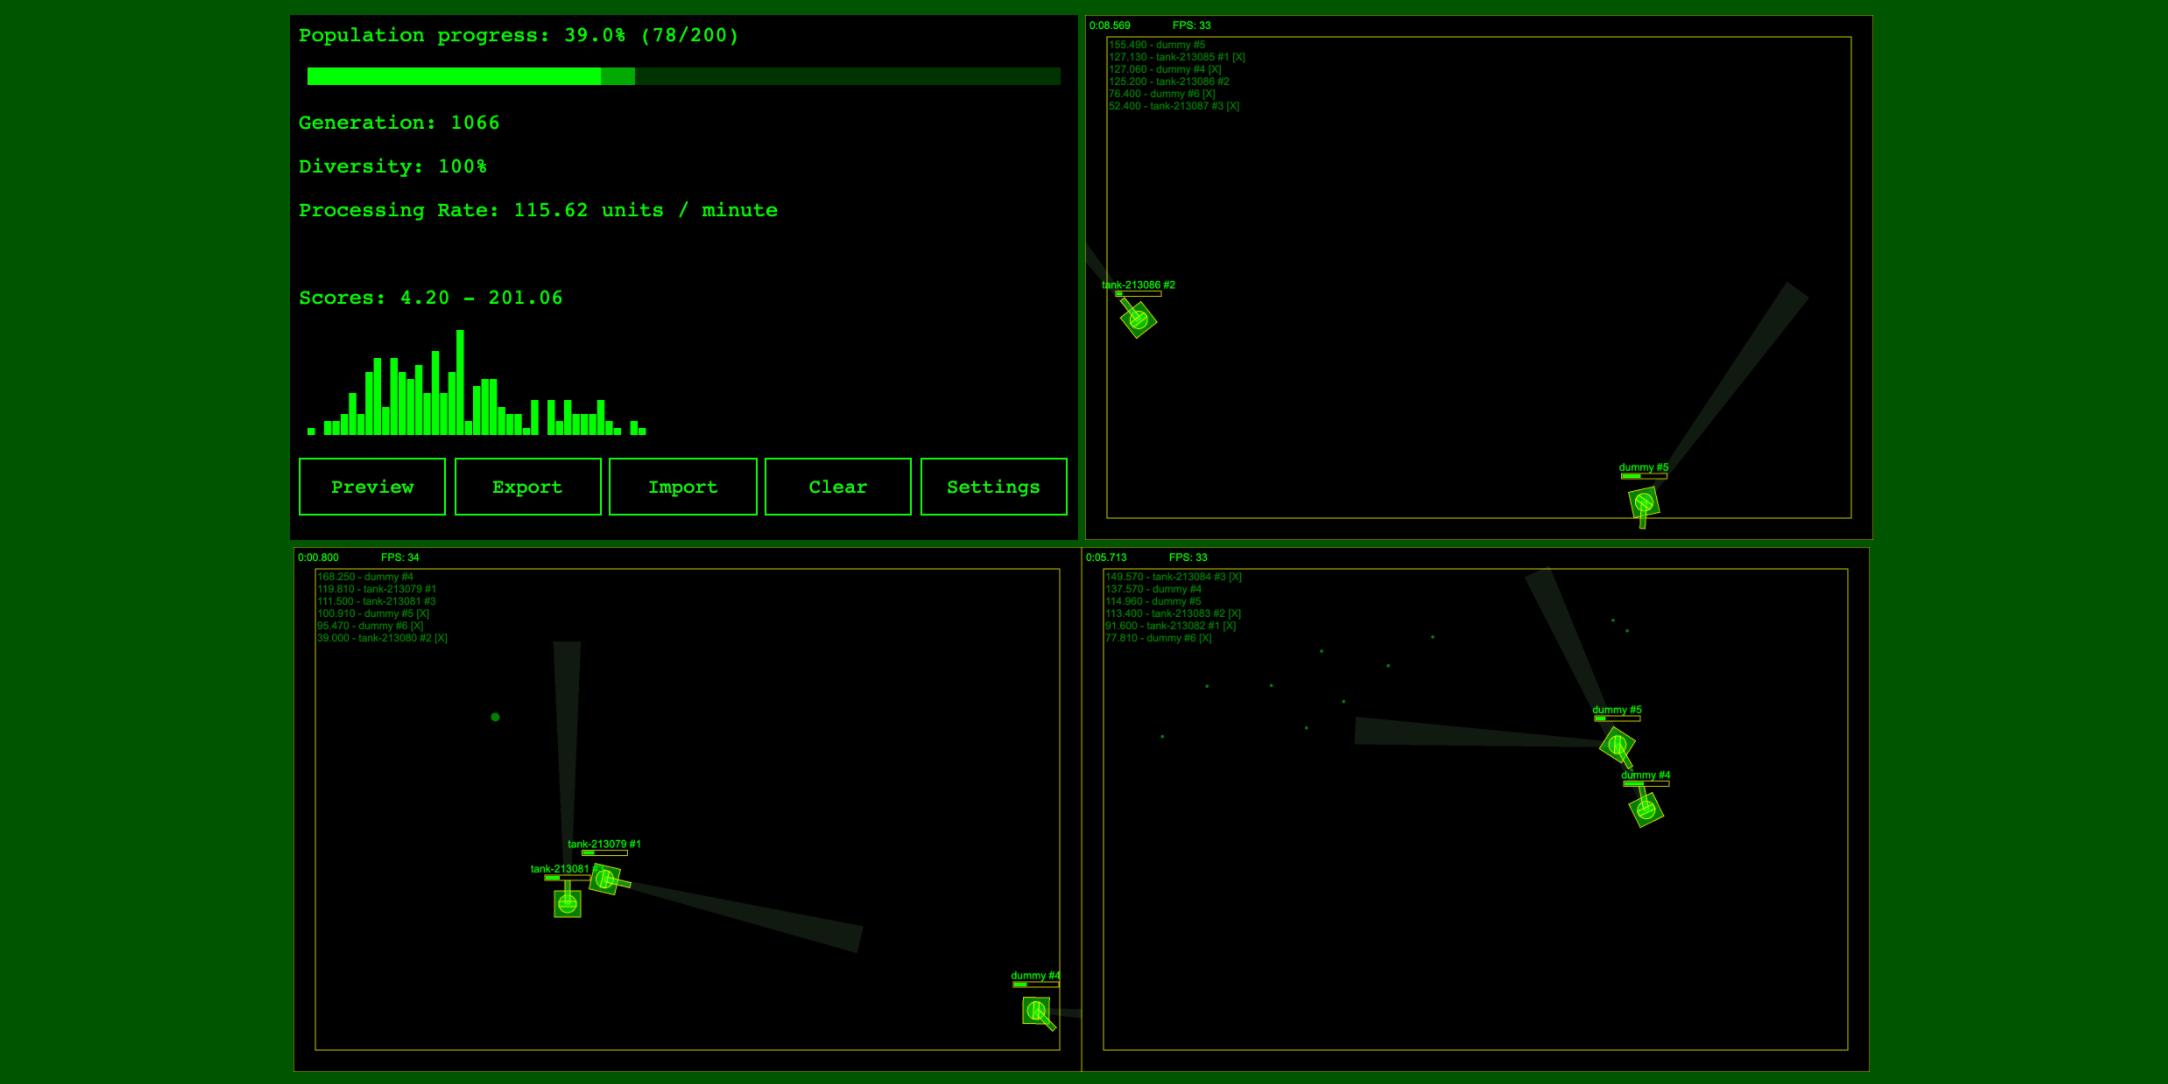 Population progress: 39.0% (78/200)
Generation: 1066
Diversity: 100%
Processing Rate: 115.62 units / minute
Scores: 4.20 - 201.06
Preview Export Import Clear Settings
0:08.569 FPS: 33
155.490 - dummy #5
127.130 - tank-213085 #1 [X]
127.060 - dummy #4 [X]
125.200 - tank-213086 #2
76.400 - dummy #6 [X]
52.400 - tank-213087 #3 [X]
tank-213086 #2
dummy #5
0:00.800 FPS: 34
168.250 - dummy #4
119.810 - tank-213079 #1
111.500 - tank-213081 #3
100.910 - dummy #5 [X]
95.470 - dummy #6 [X]
39.000 - tank-213080 #2 [X]
tank-213079 #1
tank-213081
dummy #4
0:05.713 FPS: 33
149.570 - tank-213084 #3 [X]
137.570 - dummy #4
114.960 - dummy #5
113.400 - tank-213083 #2 [X]
91.600 - tank-213082 #1 [X]
77.810 - dummy #6 [X]
dummy #5
dummy #4